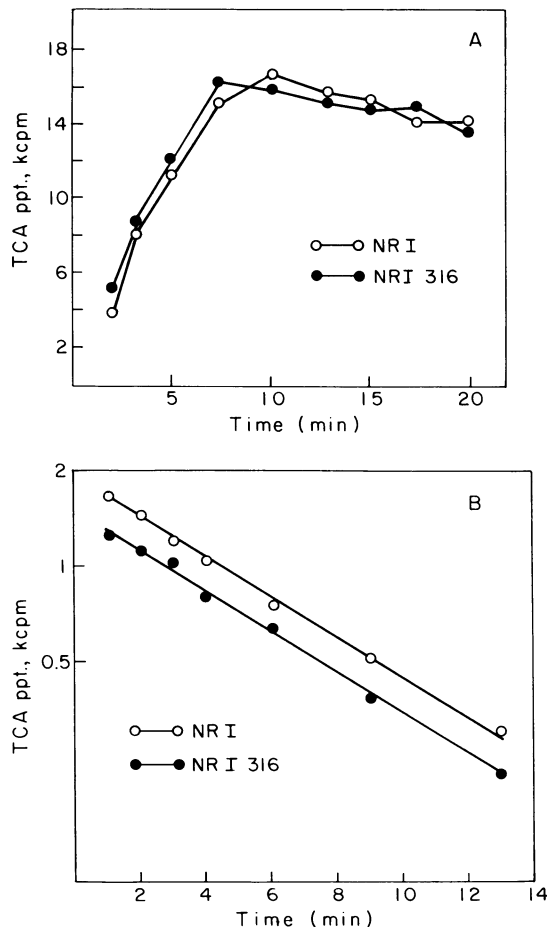 A
18
14
10
6
2
TCA ppt., kcpm
NR I
NRI 316
5 10 15 20
Time (min)
B
2
1
0.5
TCA ppt., kcpm
NR I
NR I 316
2 4 6 8 10 12 14
Time (min)